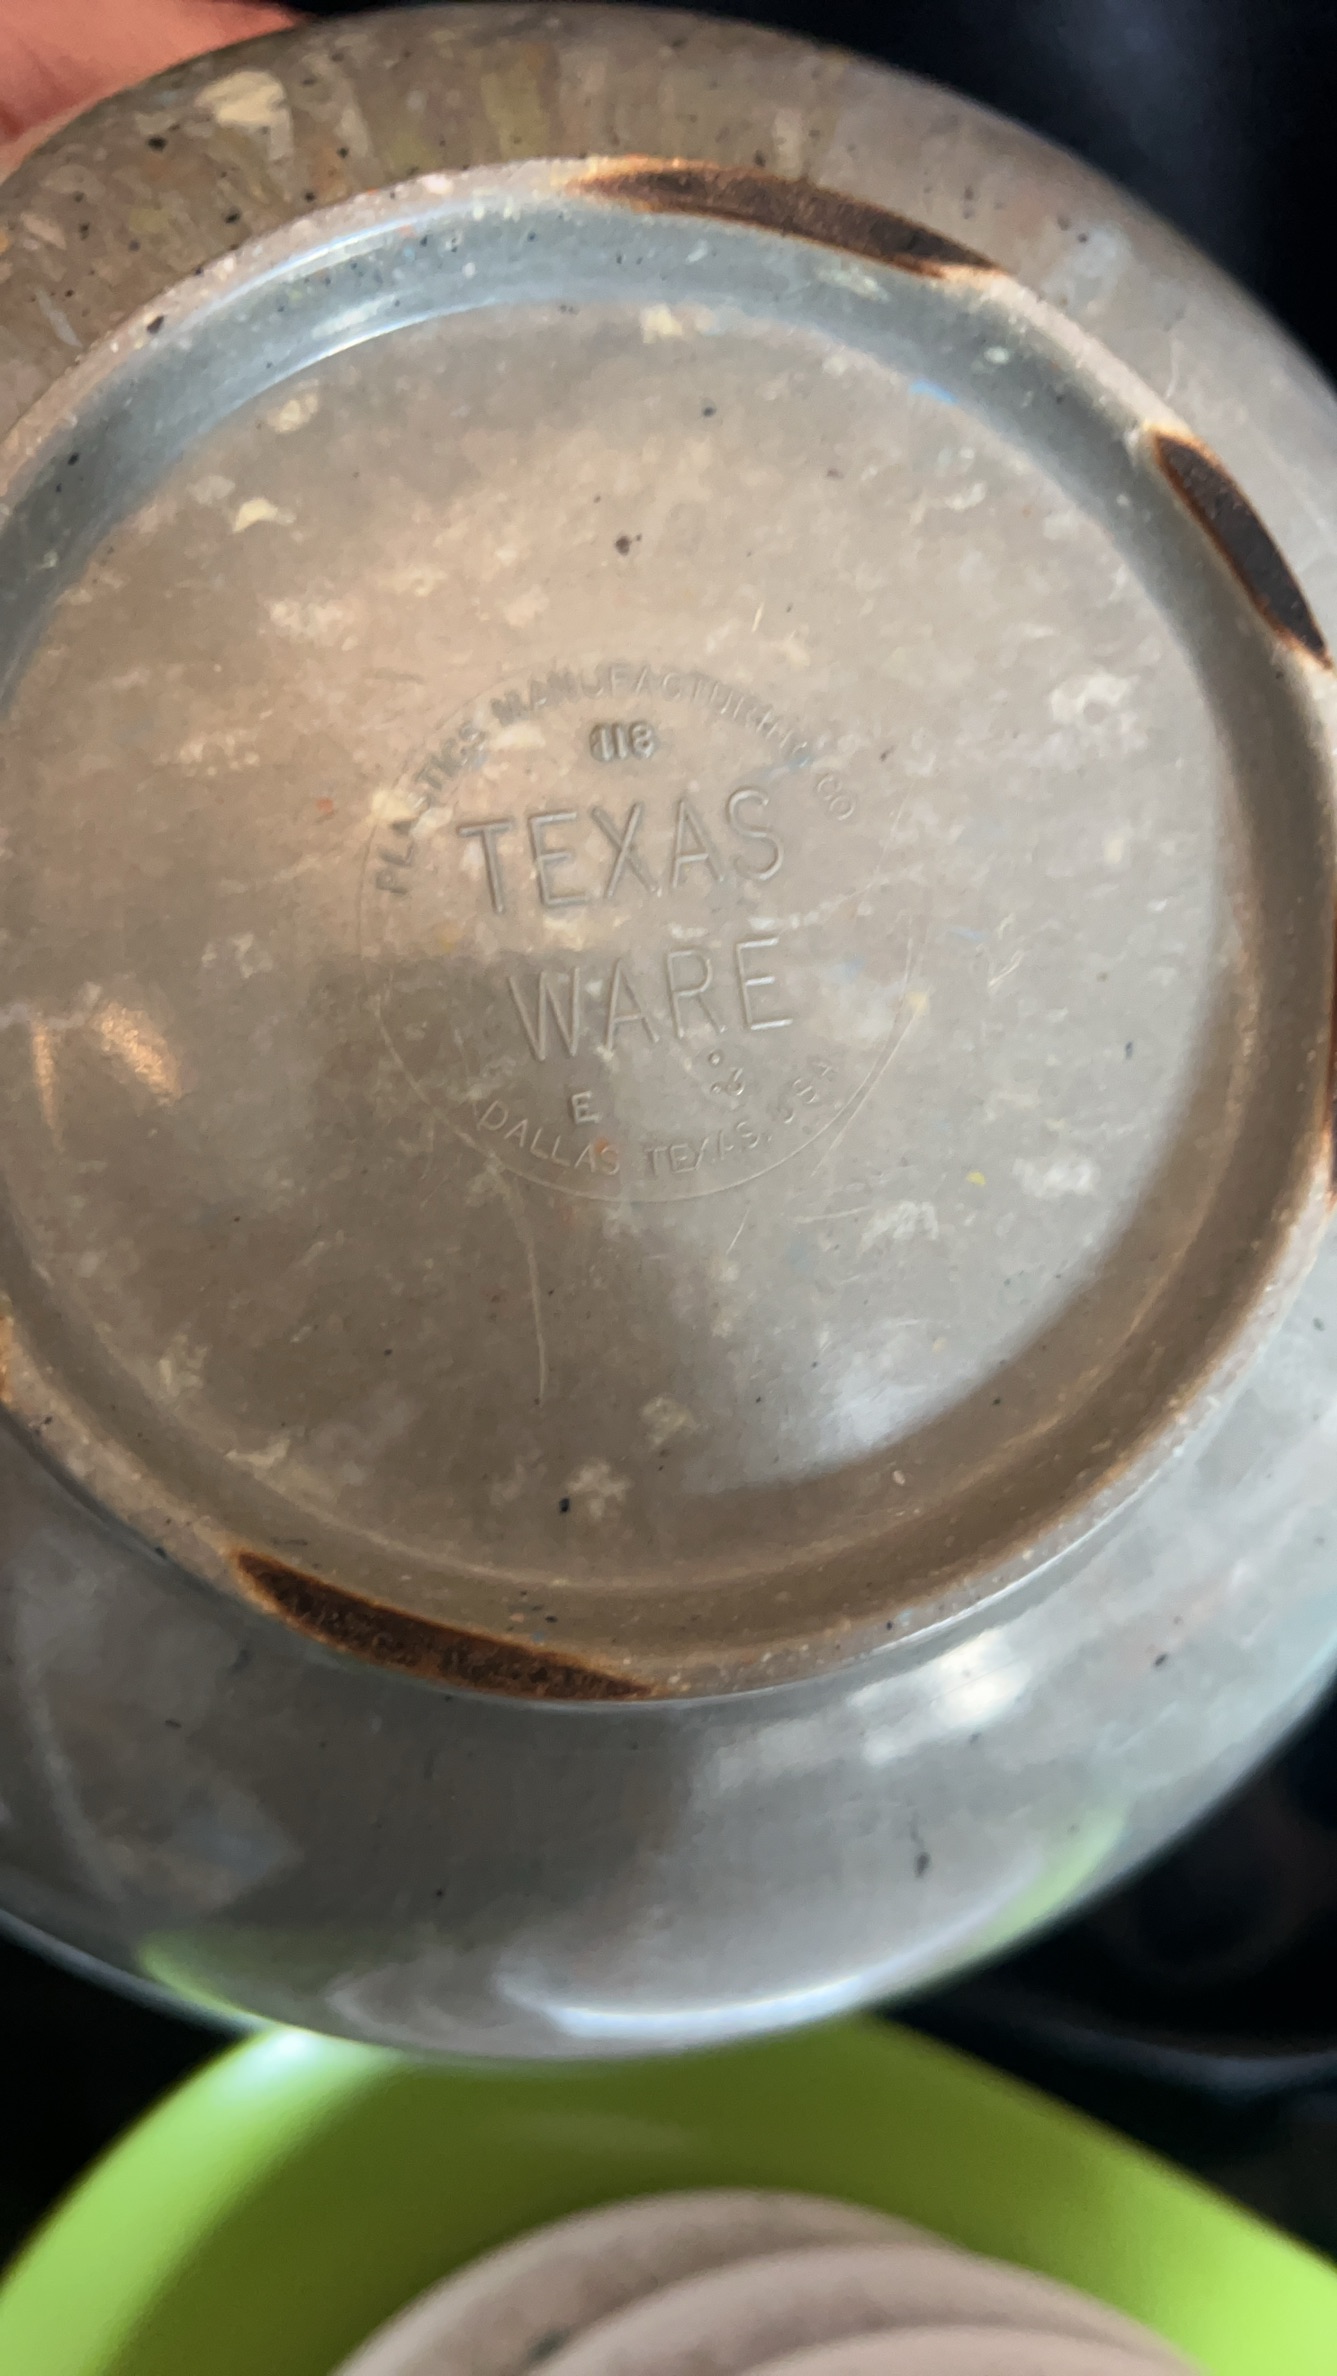 PLASTICS MANUFACTURING CO
118
TEXAS
WARE
E
DALLAS TEXAS, USA